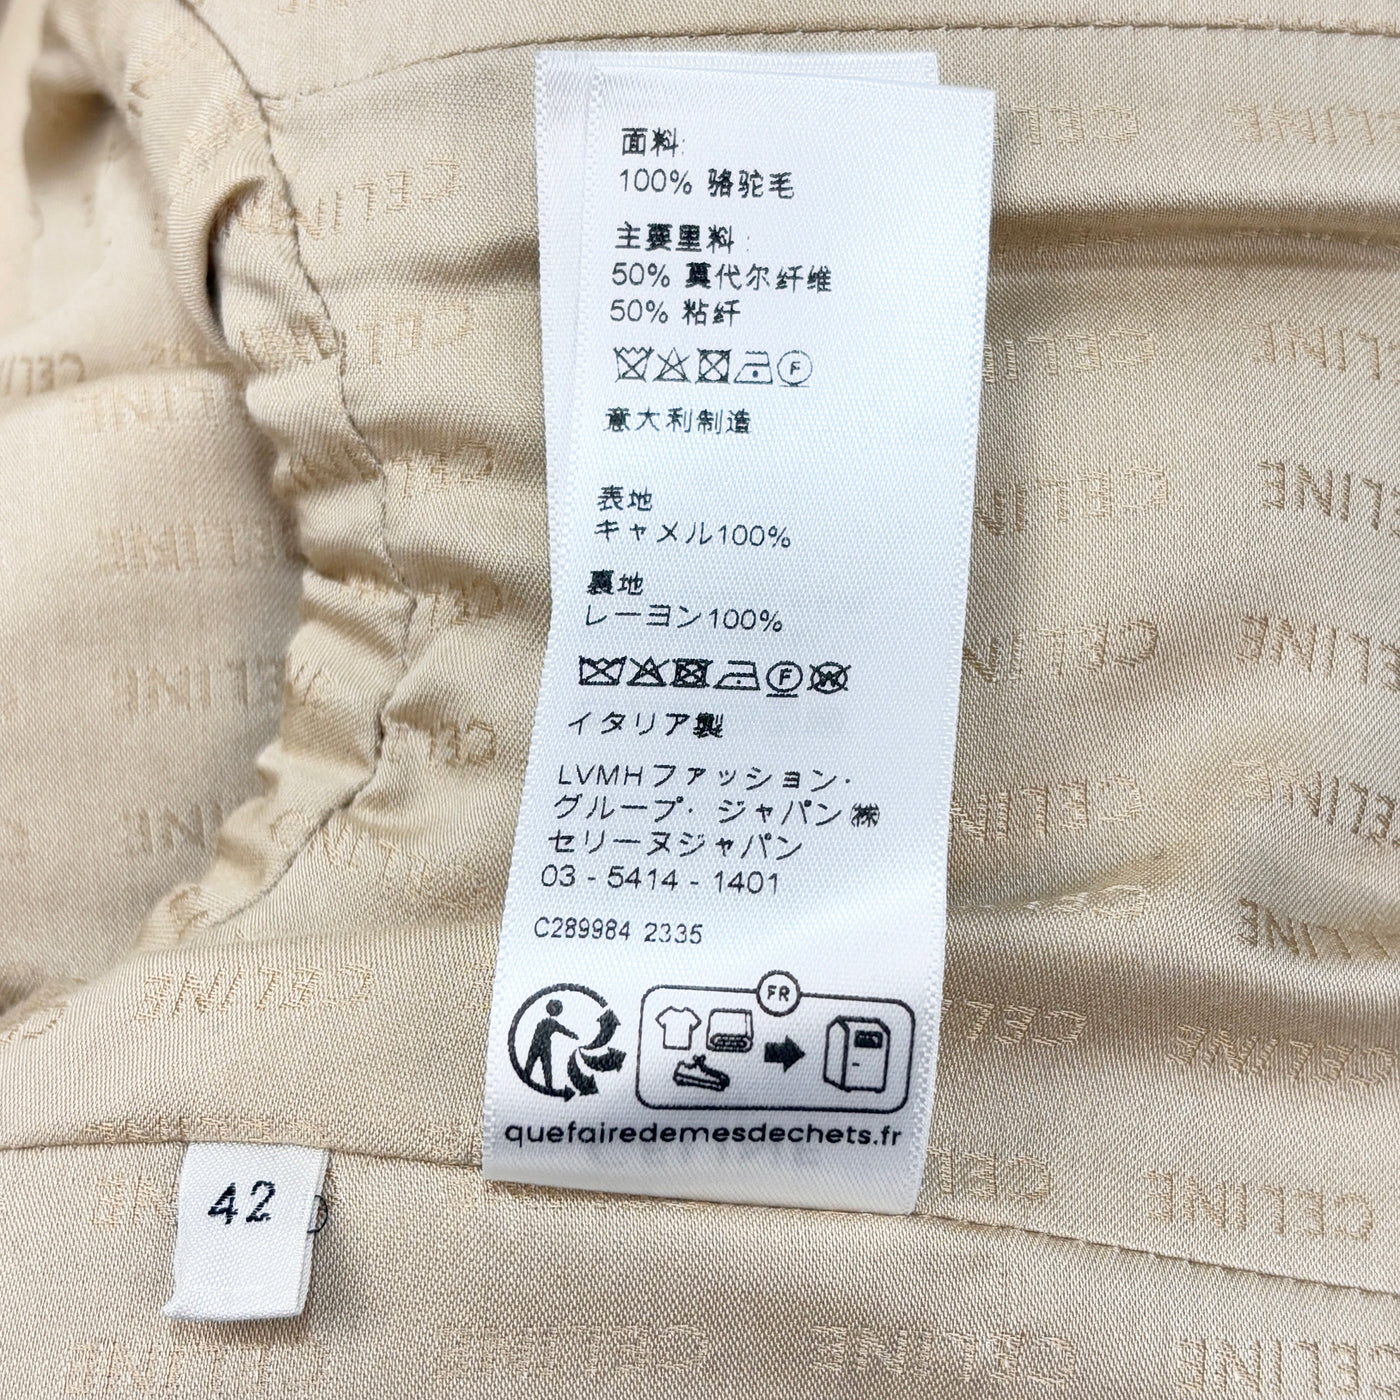 面料:
100% 骆驼毛
主要里料:
50% 莫代尔纤维
50% 粘纤
F
意大利制造
表地
キャメル100%
裏地
レーヨン100%
F W
イタリア製
LVMHファッション・
グループ・ジャパン㈱
セリーヌジャパン
03 - 5414 - 1401
C289984 2335
FR
quefairedemesdechets.fr
42
CELINE